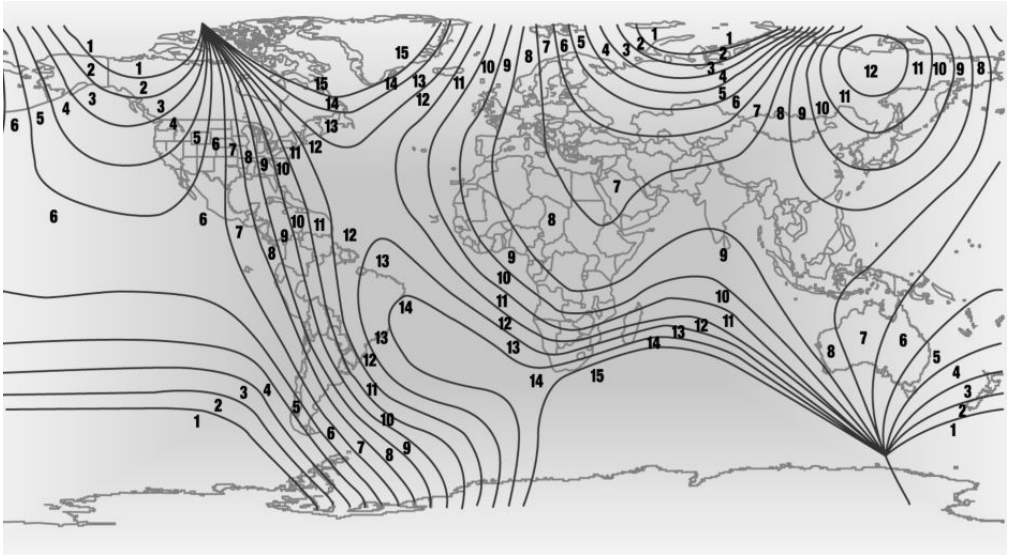 1 15 8 7 6 5 4 3 2 1 1 2
2 1 10 9 3 4 12 11 10 9 8
2 15 14 13 11
4 3 3 14 12 5 6 10 11
6 5 4 13 7 8 9
5 6 7 12
8 11
9 10
7
6 6 10 11 8
7 9 12
8 13 9 9
10
14 11 10
12 12 11
13 13 7 6
13 14 8
12 5
14 15 4
3 4 11 3
2 5 2
1 10 1
6
7 8 9